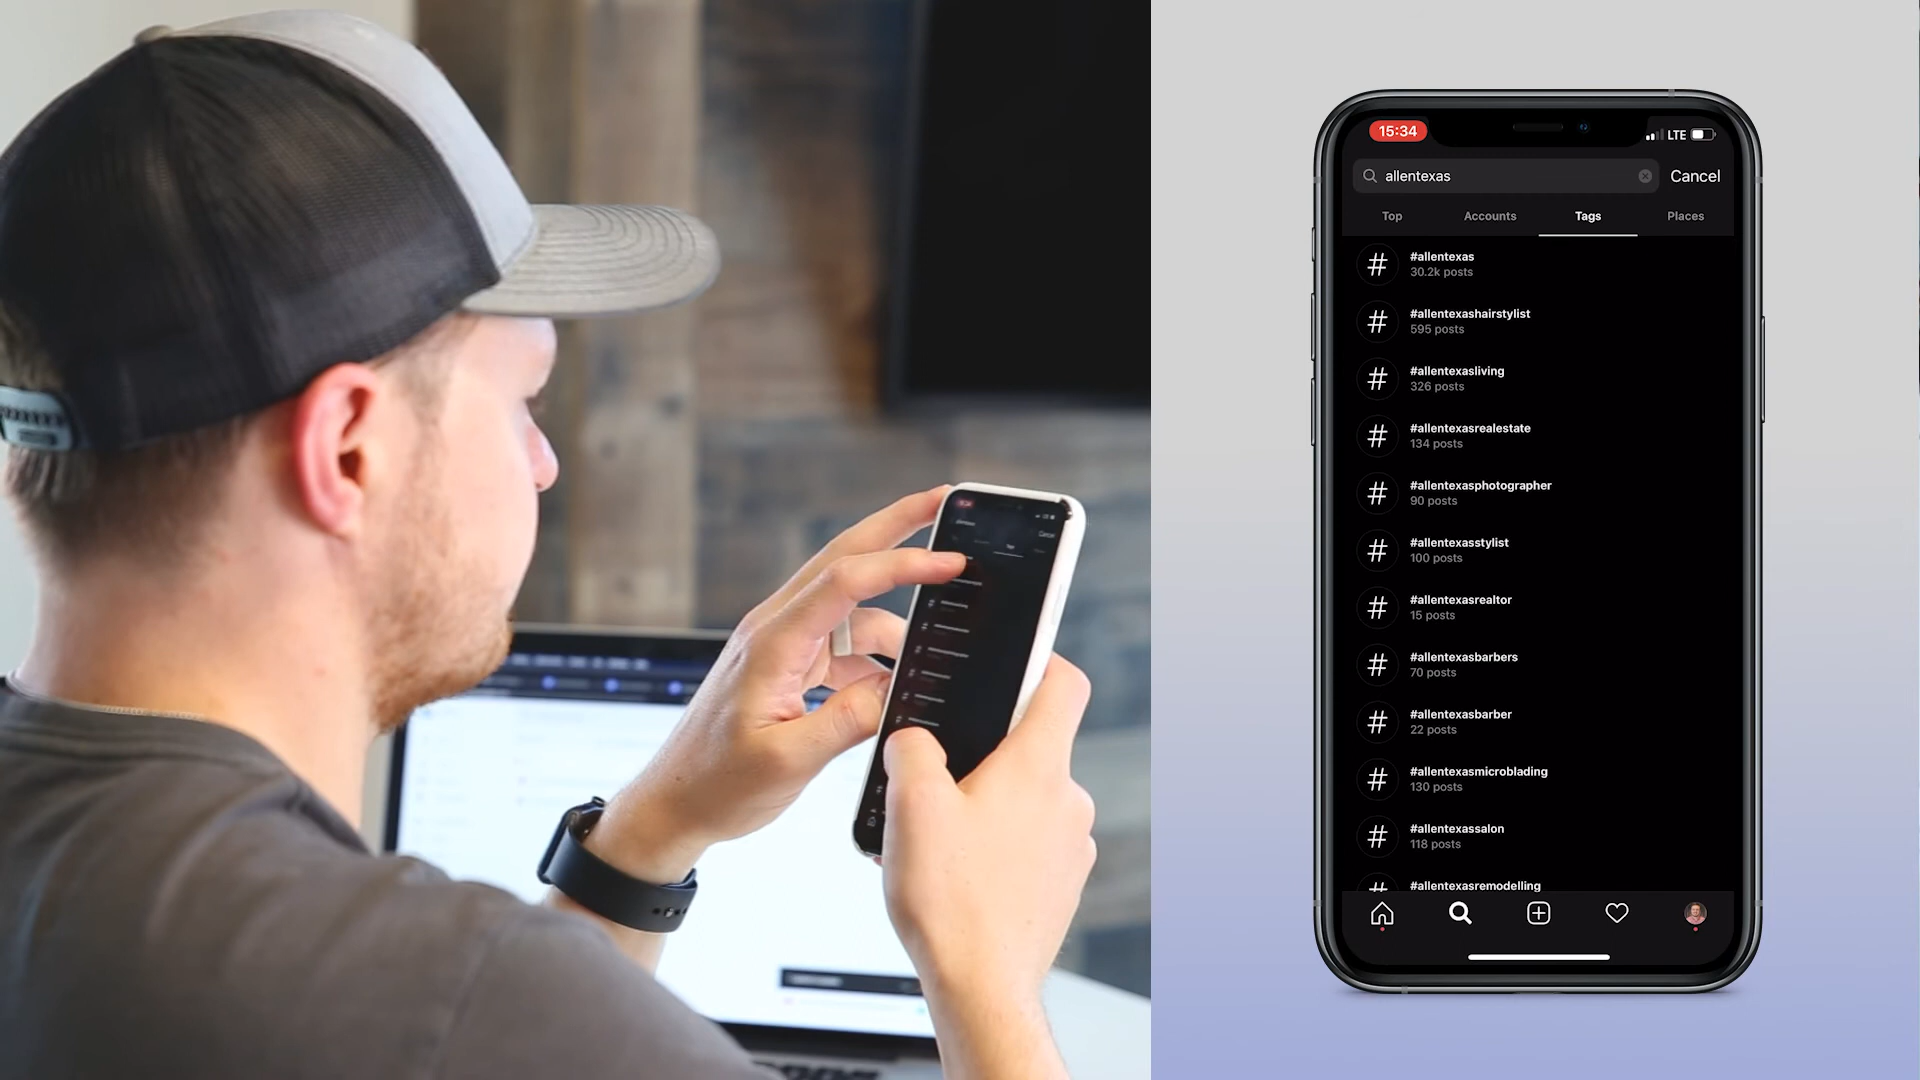 15:34
LTE
allentexas
Cancel
Top Accounts Tags Places
#allentexas
30.2k posts
#allentexashairstylist
595 posts
#allentexasliving
326 posts
#allentexasrealestate
134 posts
#allentexasphotographer
90 posts
#allentexasstylist
100 posts
#allentexasrealtor
15 posts
#allentexasbarbers
70 posts
#allentexasbarber
22 posts
#allentexasmicroblading
130 posts
#allentexassalon
118 posts
#allentexasremodelling